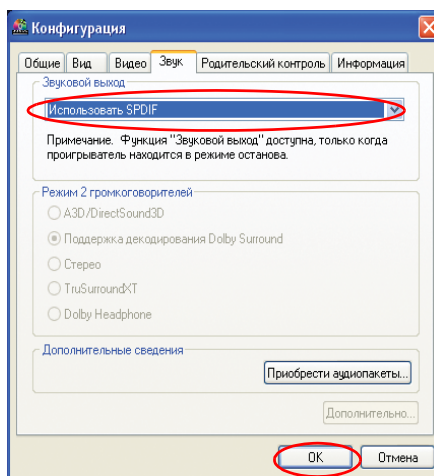 Конфигурация
Общие Вид Видео Звук Родительский контроль Информация
Звуковой выход
Использовать SPDIF
Примечание. Функция "Звуковой выход" доступна, только когда
проигрыватель находится в режиме останова.
Режим 2 громкоговорителей
A3D/DirectSound3D
Поддержка декодирования Dolby Surround
Стерео
TruSurroundXT
Dolby Headphone
Дополнительные сведения
Приобрести аудиопакеты...
Дополнительно...
OK Отмена